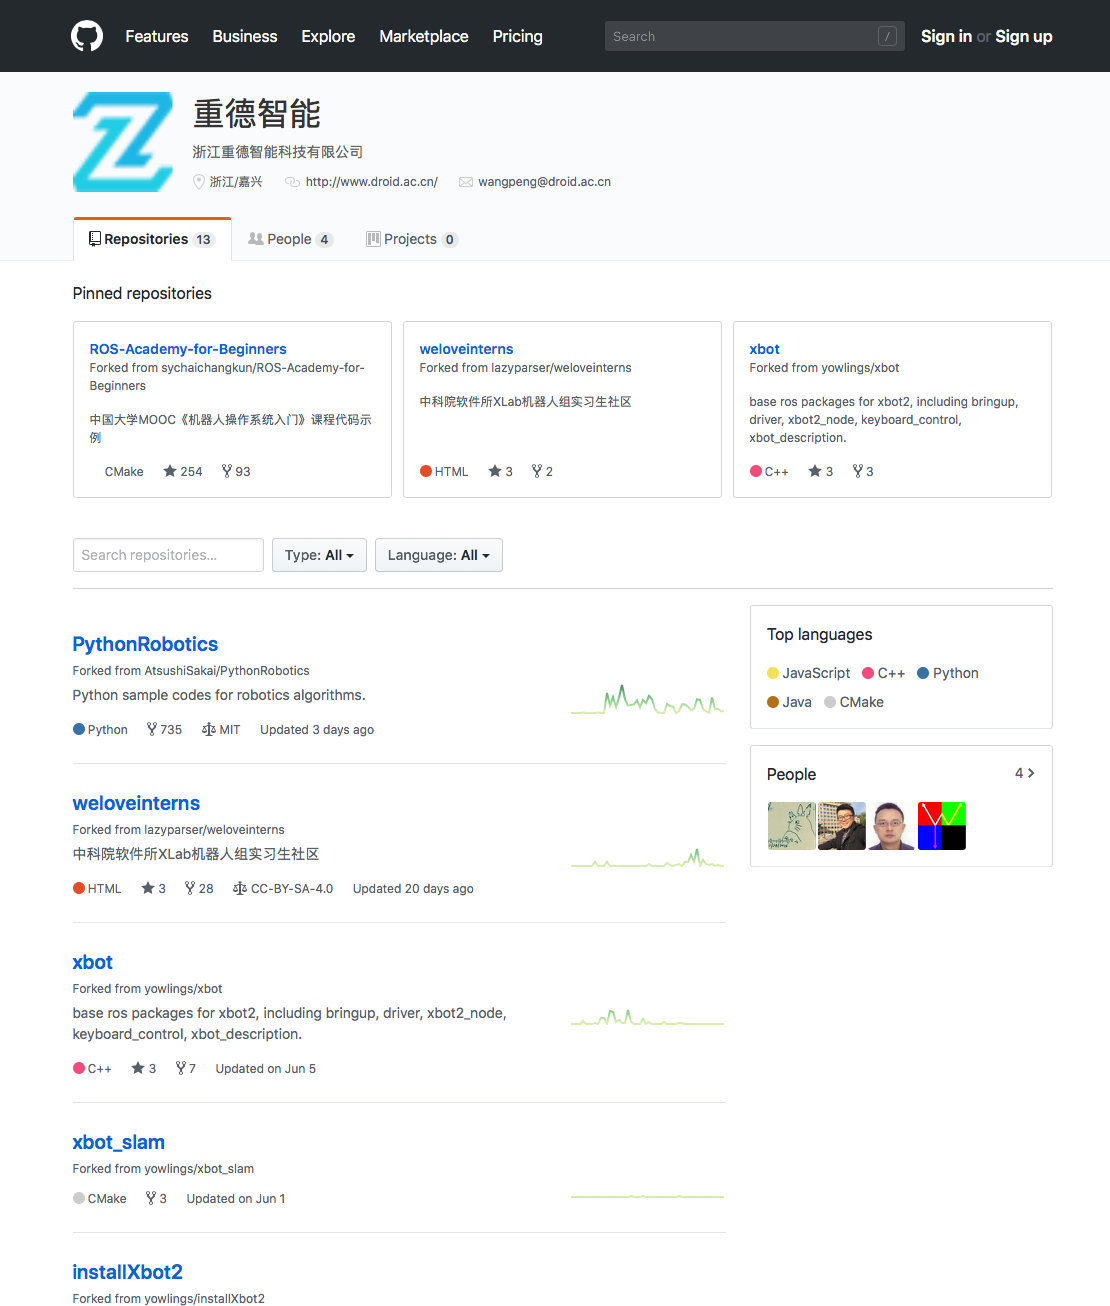 Features Business Explore Marketplace Pricing Search / Sign in or Sign up
重德智能
浙江重德智能科技有限公司
浙江/嘉兴 http://www.droid.ac.cn/ wangpeng@droid.ac.cn
Repositories 13 People 4 Projects 0
Pinned repositories
ROS-Academy-for-Beginners
Forked from sychaichangkun/ROS-Academy-for-
Beginners
中国大学MOOC《机器人操作系统入门》课程代码示
例
CMake 254 93
weloveinterns
Forked from lazyparser/weloveinterns
中科院软件所XLab机器人组实习生社区
HTML 3 2
xbot
Forked from yowlings/xbot
base ros packages for xbot2, including bringup,
driver, xbot2_node, keyboard_control,
xbot_description.
C++ 3 3
Search repositories... Type: All Language: All
PythonRobotics
Forked from AtsushiSakai/PythonRobotics
Python sample codes for robotics algorithms.
Python 735 MIT Updated 3 days ago
weloveinterns
Forked from lazyparser/weloveinterns
中科院软件所XLab机器人组实习生社区
HTML 3 28 CC-BY-SA-4.0 Updated 20 days ago
xbot
Forked from yowlings/xbot
base ros packages for xbot2, including bringup, driver, xbot2_node,
keyboard_control, xbot_description.
C++ 3 7 Updated on Jun 5
xbot_slam
Forked from yowlings/xbot_slam
CMake 3 Updated on Jun 1
installXbot2
Forked from yowlings/installXbot2
Top languages
JavaScript C++ Python
Java CMake
People 4